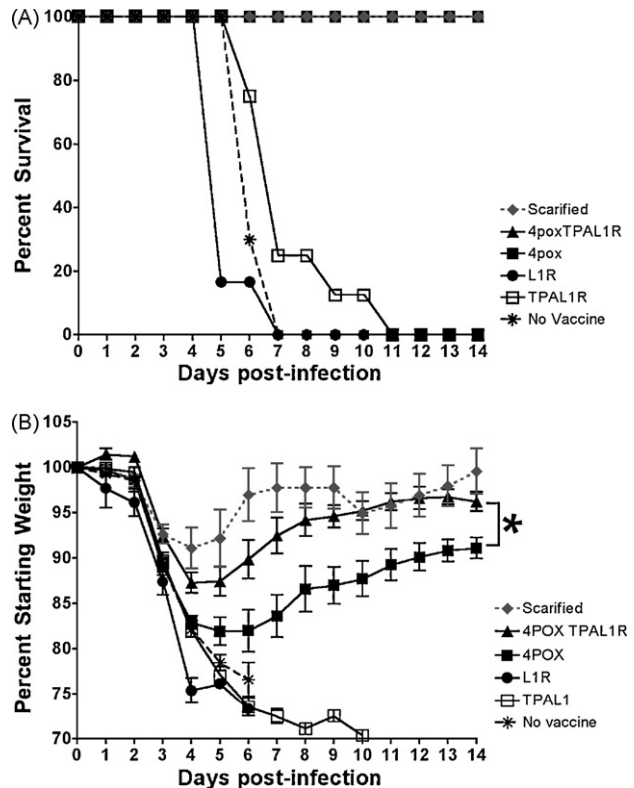 (A)
100
80
60
40
20
0
Percent Survival
0 1 2 3 4 5 6 7 8 9 10 11 12 13 14
Days post-infection
Scarified
4poxTPAL1R
4pox
L1R
TPAL1R
No Vaccine
(B)
105
100
95
90
85
80
75
70
Percent Starting Weight
0 1 2 3 4 5 6 7 8 9 10 11 12 13 14
Days post-infection
*
Scarified
4POX TPAL1R
4POX
L1R
TPAL1
No vaccine